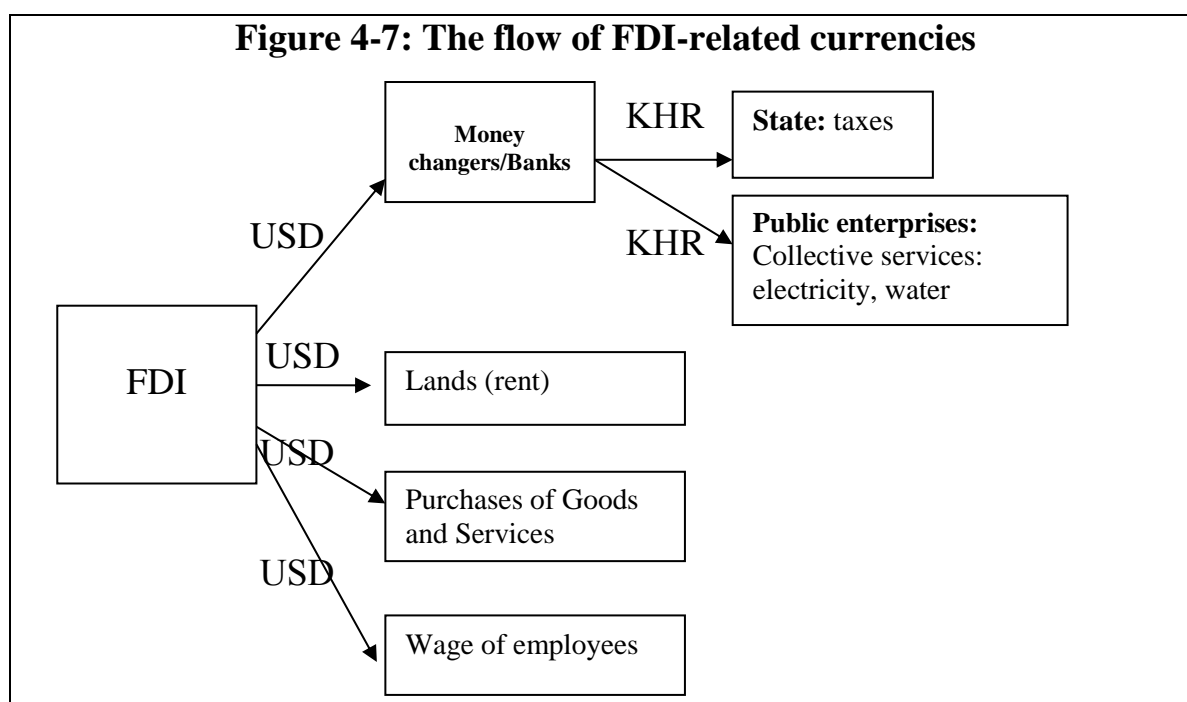 Figure 4-7: The flow of FDI-related currencies
Money
changers/Banks
KHR
State: taxes
KHR
Public enterprises:
Collective services:
electricity, water
USD
FDI
USD
Lands (rent)
USD
Purchases of Goods
and Services
USD
Wage of employees